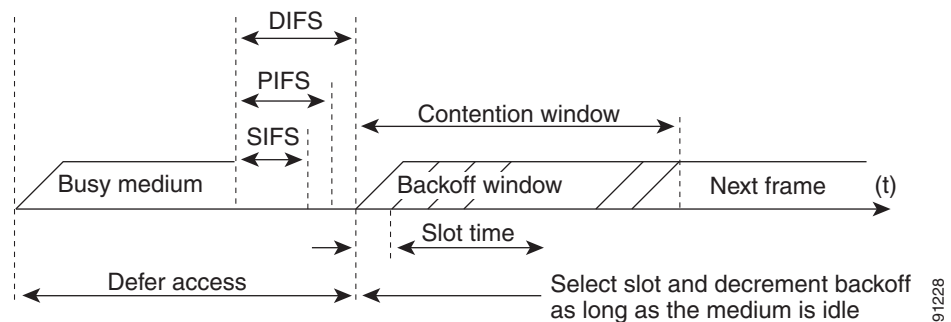 DIFS
PIFS
Contention window
SIFS
Busy medium
Backoff window
Next frame
(t)
Slot time
Defer access
Select slot and decrement backoff
as long as the medium is idle
91228